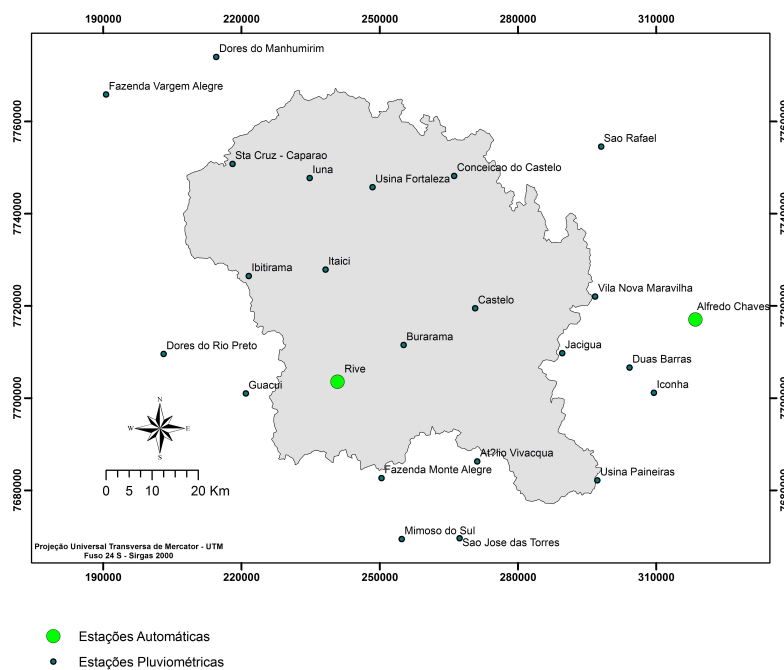 190000 220000 250000 280000 310000
Dores do Manhumirim
Fazenda Vargem Alegre
7760000 7760000
Sao Rafael
Sta Cruz - Caparao
Iuna
Conceicao do Castelo
Usina Fortaleza
7740000 7740000
Ibitirama
Itaici
Vila Nova Maravilha
Castelo
Alfredo Chaves
7720000 7720000
Burarama
Dores do Rio Preto
Jacigua
Duas Barras
Rive
Guacui
Iconha
7700000 7700000
N
W E
S
At?lio Vivacqua
Fazenda Monte Alegre
Usina Paineiras
0 5 10 20 Km
7680000 7680000
Mimoso do Sul
Sao Jose das Torres
Projeção Universal Transversa de Mercator - UTM
Fuso 24 S - Sirgas 2000
190000 220000 250000 280000 310000
Estações Automáticas
Estações Pluviométricas